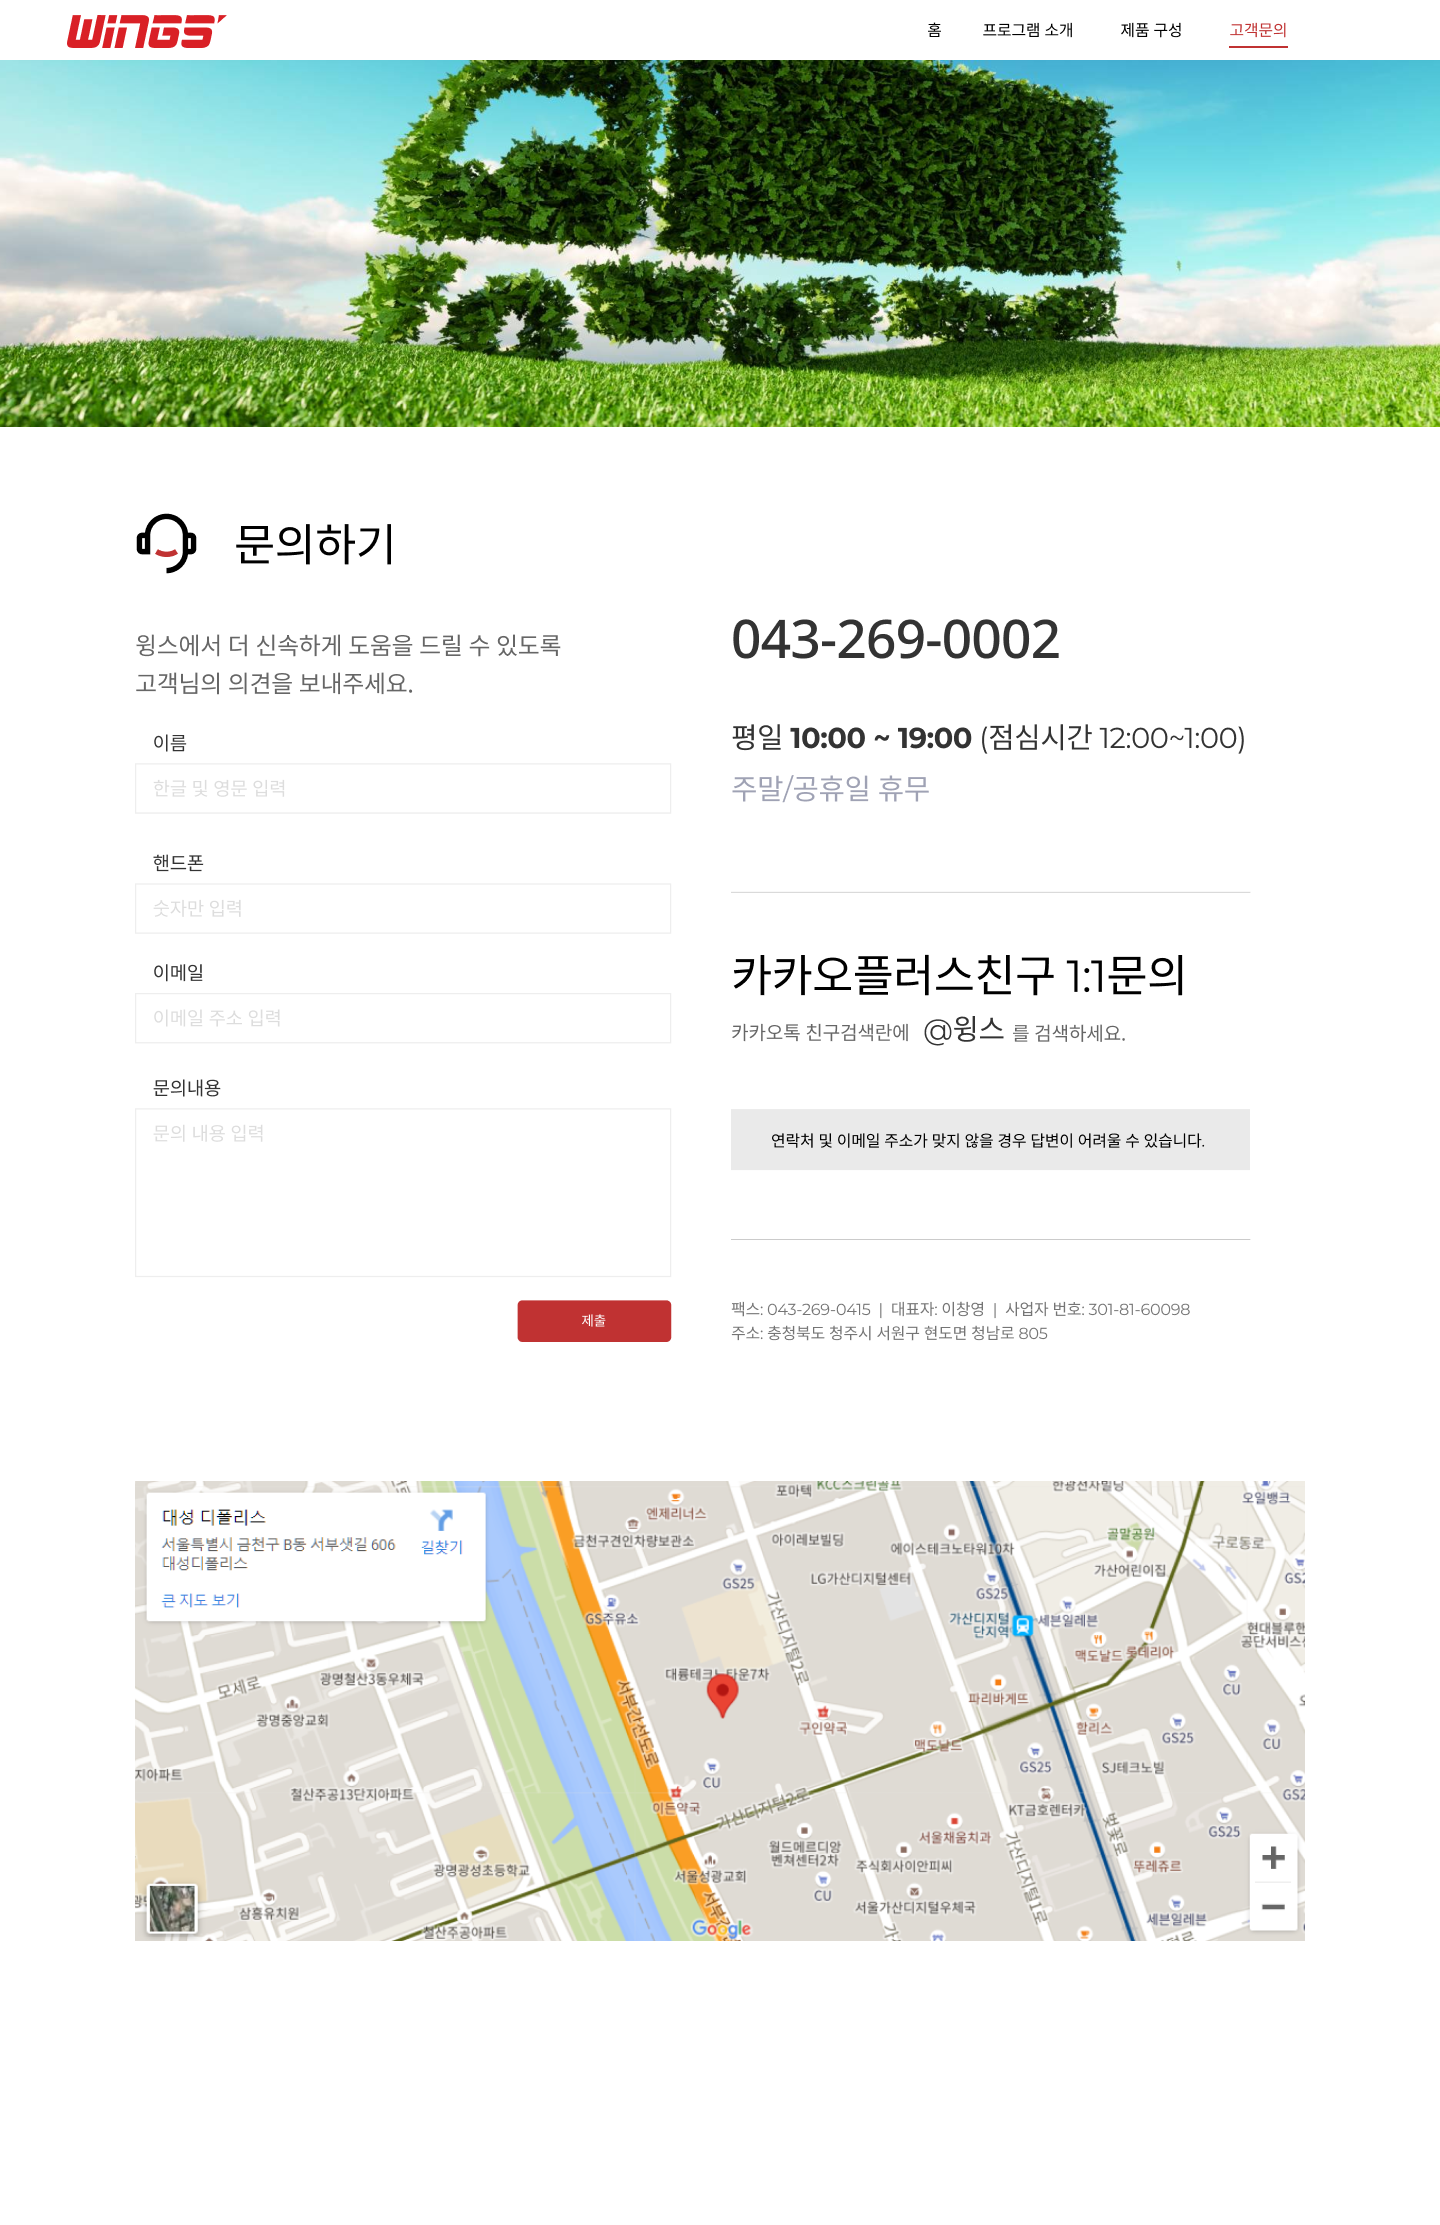 WINGS
홈 프로그램 소개 제품 구성 고객문의
문의하기
윙스에서 더 신속하게 도움을 드릴 수 있도록
고객님의 의견을 보내주세요.
이름
한글 및 영문 입력
핸드폰
숫자만 입력
이메일
이메일 주소 입력
문의내용
문의 내용 입력
제출
043-269-0002
평일 10:00 ~ 19:00 (점심시간 12:00~1:00)
주말/공휴일 휴무
카카오플러스친구 1:1문의
카카오톡 친구검색란에 @윙스 를 검색하세요.
연락처 및 이메일 주소가 맞지 않을 경우 답변이 어려울 수 있습니다.
팩스: 043-269-0415 | 대표자: 이창영 | 사업자 번호: 301-81-60098
주소: 충청북도 청주시 서원구 현도면 청남로 805
대성 디폴리스
서울특별시 금천구 B동 서부샛길 606
대성디폴리스
길찾기
큰 지도 보기
KCC스크린골프
포마텍
한광전자빌딩
오일뱅크
엔제리너스
금천구견인차량보관소
아이레보빌딩
에이스테크노타워10차
골말공원
구로동로
가산어린이집
GS25
LG가산디지털센터
GS25
GS2
GS주유소
가산디지털2로
가산디지털
단지역
세븐일레븐
현대블루핸
공단서비스
맥도날드
롯데리아
대륭테크노타운7차
광명철산3동우체국
모세로
광명중앙교회
서부간선도로
파리바게뜨
CU
구인약국
할리스
맥도날드
GS25
CU
GS25
SJ테크노빌
CU
지아파트
철산주공13단지아파트
이든약국
가산디지털2로
KT금호렌터카
GS2
벚꽃로
GS25
서울채움치과
월드메르디앙
벤쳐센터2차
주식회사이안피씨
뚜레쥬르
광명광성초등학교
서울성광교회
CU
가산디지털1로
서울가산디지털우체국
세븐일레븐
삼흥유치원
철산주공아파트
서부간
Google